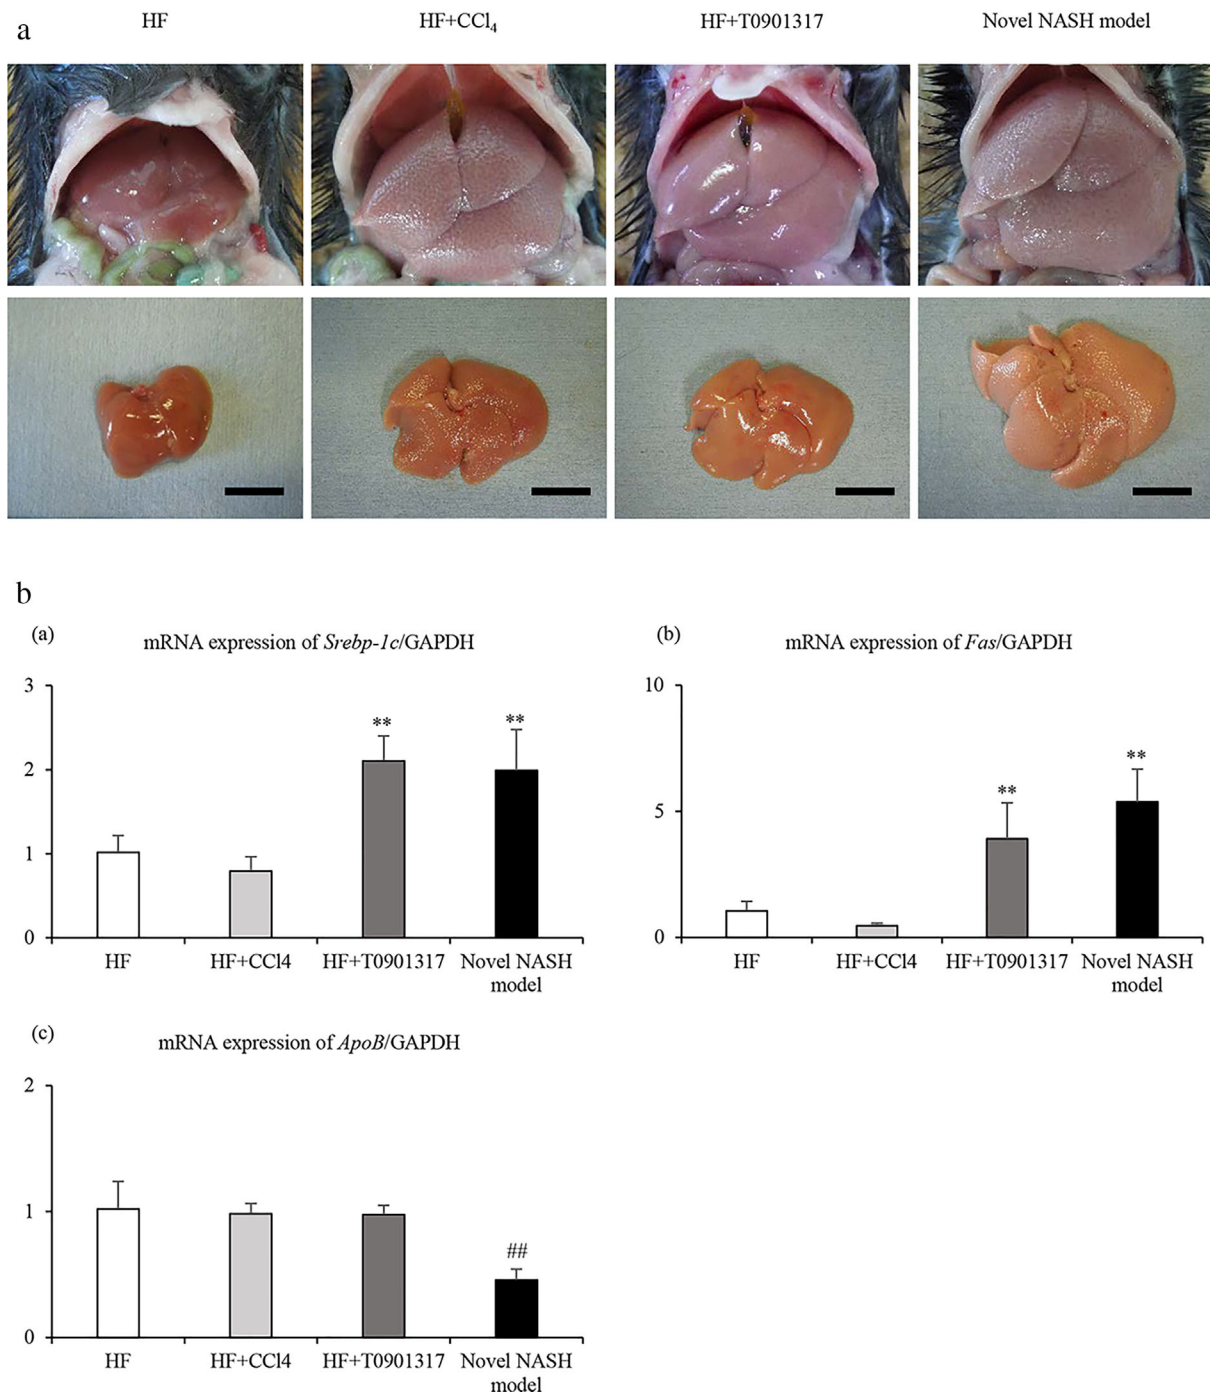 a
HF
HF+CCl₄
HF+T0901317
Novel NASH model
b
(a)
mRNA expression of Srebp-1c/GAPDH
3
2
1
0
**
**
HF
HF+CCl4
HF+T0901317
Novel NASH
model
(b)
mRNA expression of Fas/GAPDH
10
5
0
**
**
HF
HF+CCl4
HF+T0901317
Novel NASH
model
(c)
mRNA expression of ApoB/GAPDH
2
1
0
##
HF
HF+CCl4
HF+T0901317
Novel NASH
model